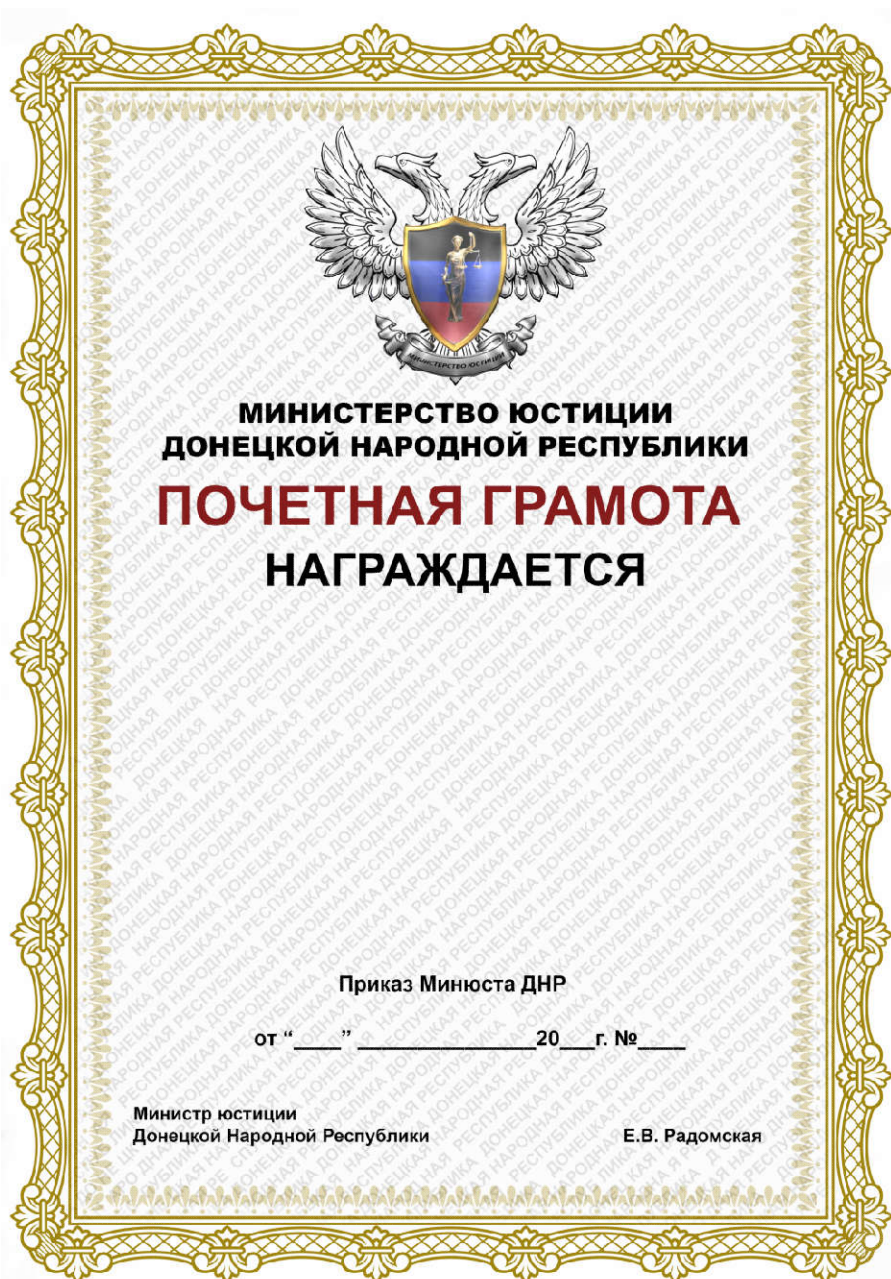 МИНИСТЕРСТВО ЮСТИЦИИ
МИНИСТЕРСТВО ЮСТИЦИИ
ДОНЕЦКОЙ НАРОДНОЙ РЕСПУБЛИКИ
ПОЧЕТНАЯ ГРАМОТА
НАГРАЖДАЕТСЯ
Приказ Минюста ДНР
от “____” _______________20___г. №____
Министр юстиции
Донецкой Народной Республики
Е.В. Радомская